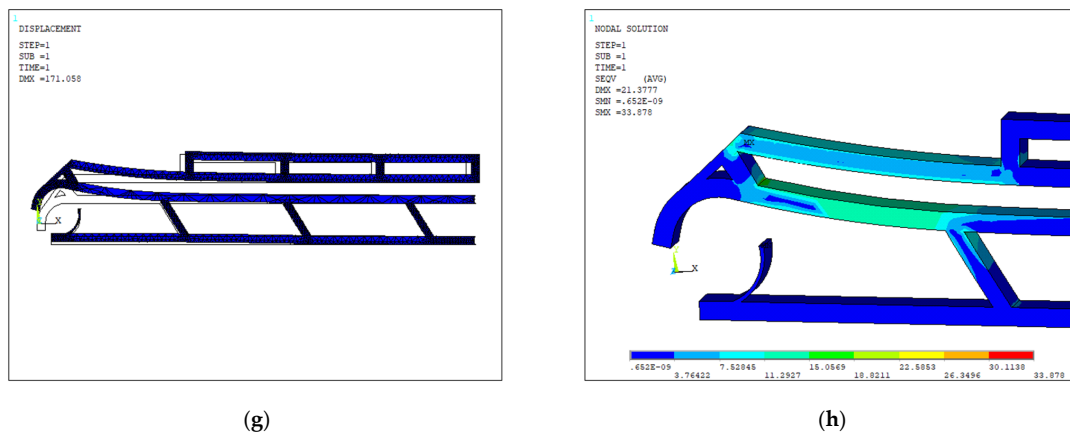 1
DISPLACEMENT
STEP=1
SUB =1
TIME=1
DMX =171.058
X
(g)
1
NODAL SOLUTION
STEP=1
SUB =1
TIME=1
SEQV (AVG)
DMX =21.3777
SMN =.652E-09
SMX =33.878
MX
X
.652E-09 7.52845 15.0569 22.5853 30.1138
3.76422 11.2927 18.8211 26.3496 33.878
(h)